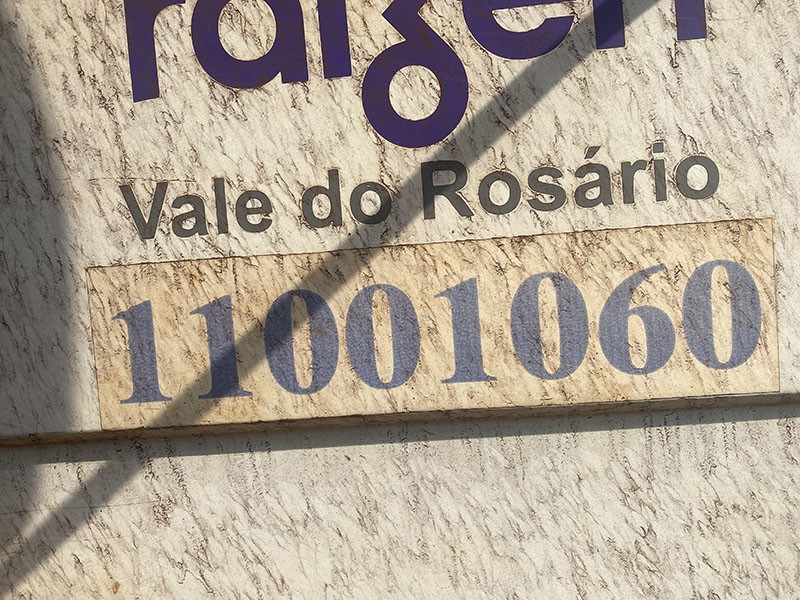 raízen
Vale do Rosário
11001060